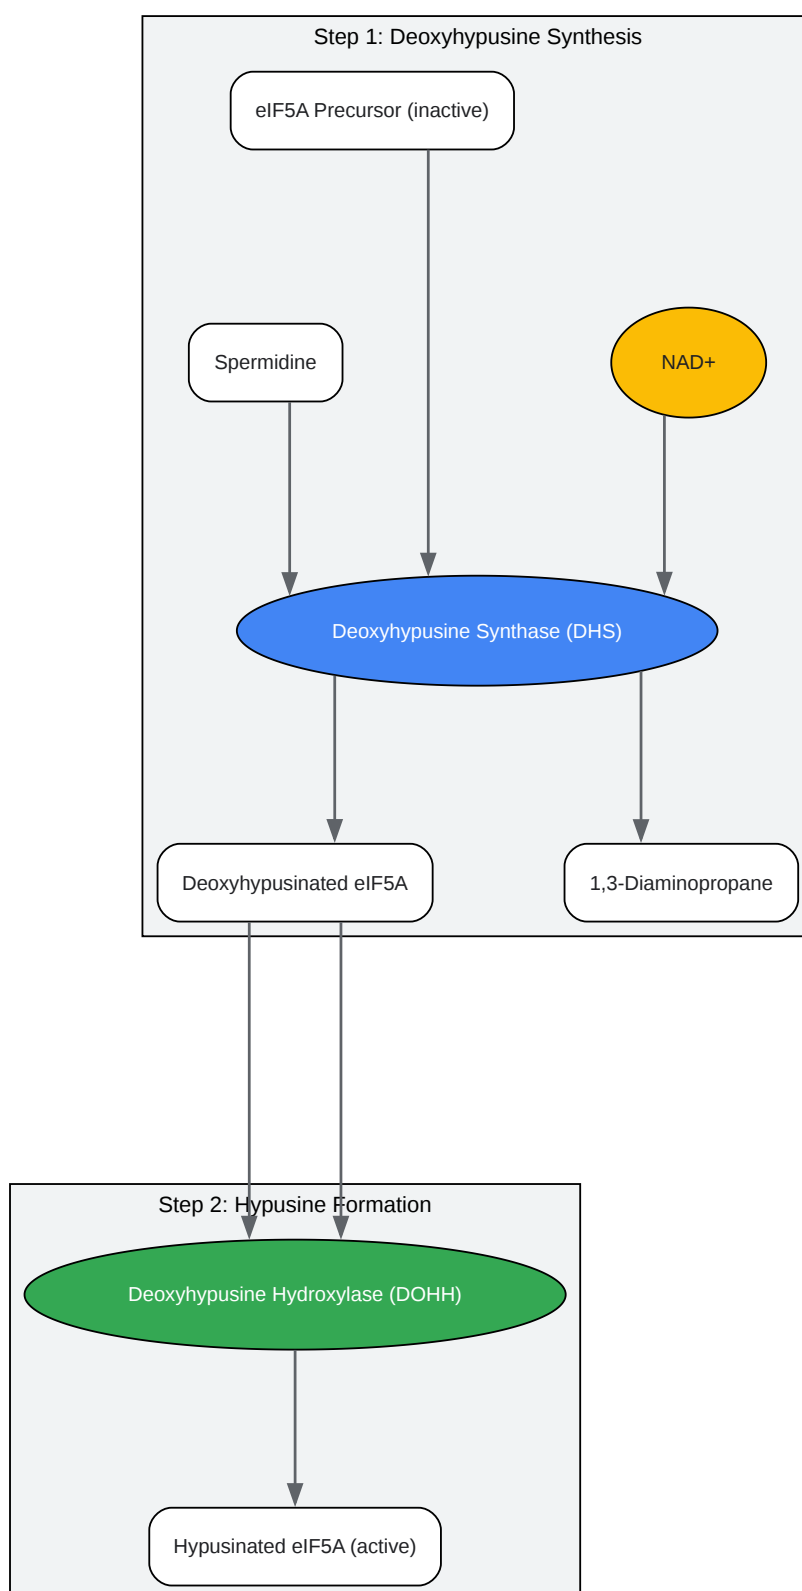 Step 1: Deoxyhypusine Synthesis
eIF5A Precursor (inactive)
Spermidine
NAD+
Deoxyhypusine Synthase (DHS)
Deoxyhypusinated eIF5A
1,3-Diaminopropane
Step 2: Hypusine Formation
Deoxyhypusine Hydroxylase (DOHH)
Hypusinated eIF5A (active)